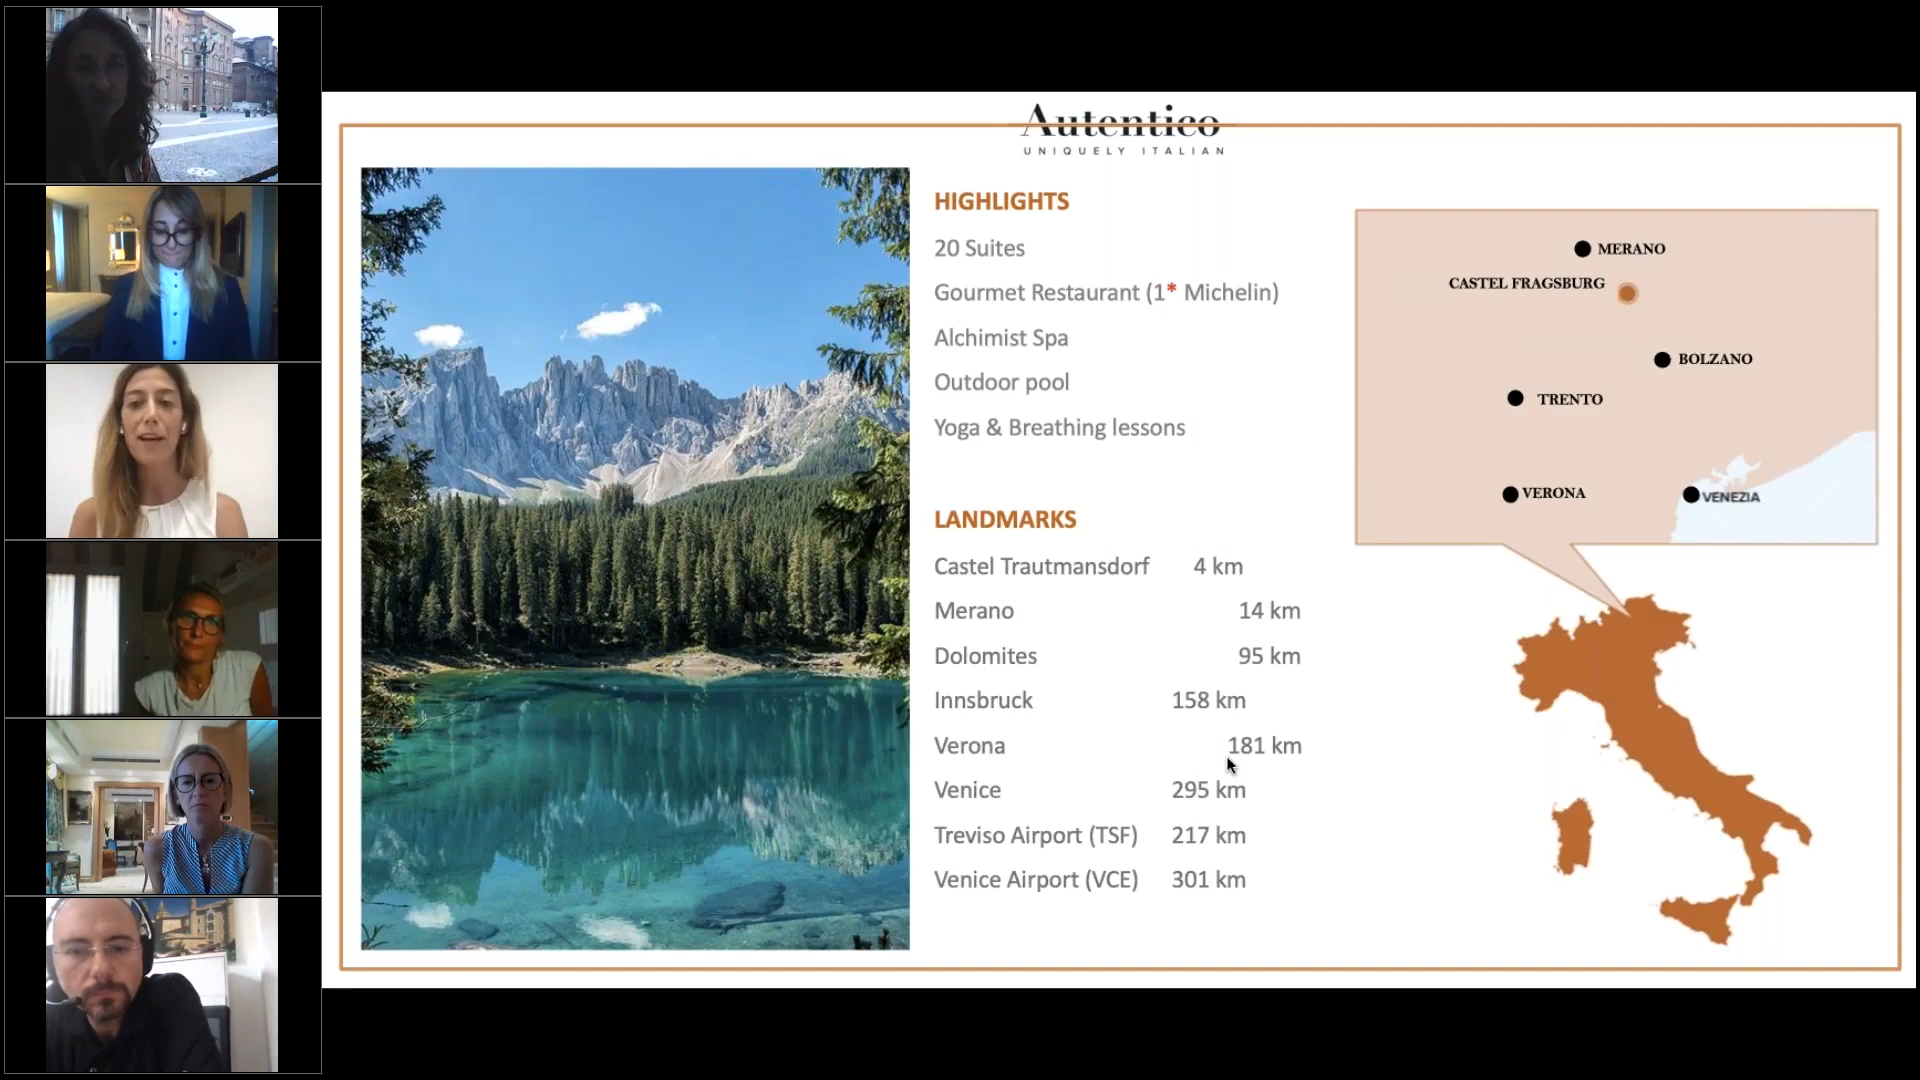 Autentico
UNIQUELY ITALIAN
HIGHLIGHTS
20 Suites
Gourmet Restaurant (1* Michelin)
Alchimist Spa
Outdoor pool
Yoga & Breathing lessons
LANDMARKS
Castel Trautmansdorf 4 km
Merano 14 km
Dolomites 95 km
Innsbruck 158 km
Verona 181 km
Venice 295 km
Treviso Airport (TSF) 217 km
Venice Airport (VCE) 301 km
MERANO
CASTEL FRAGSBURG
BOLZANO
TRENTO
VERONA
VENEZIA